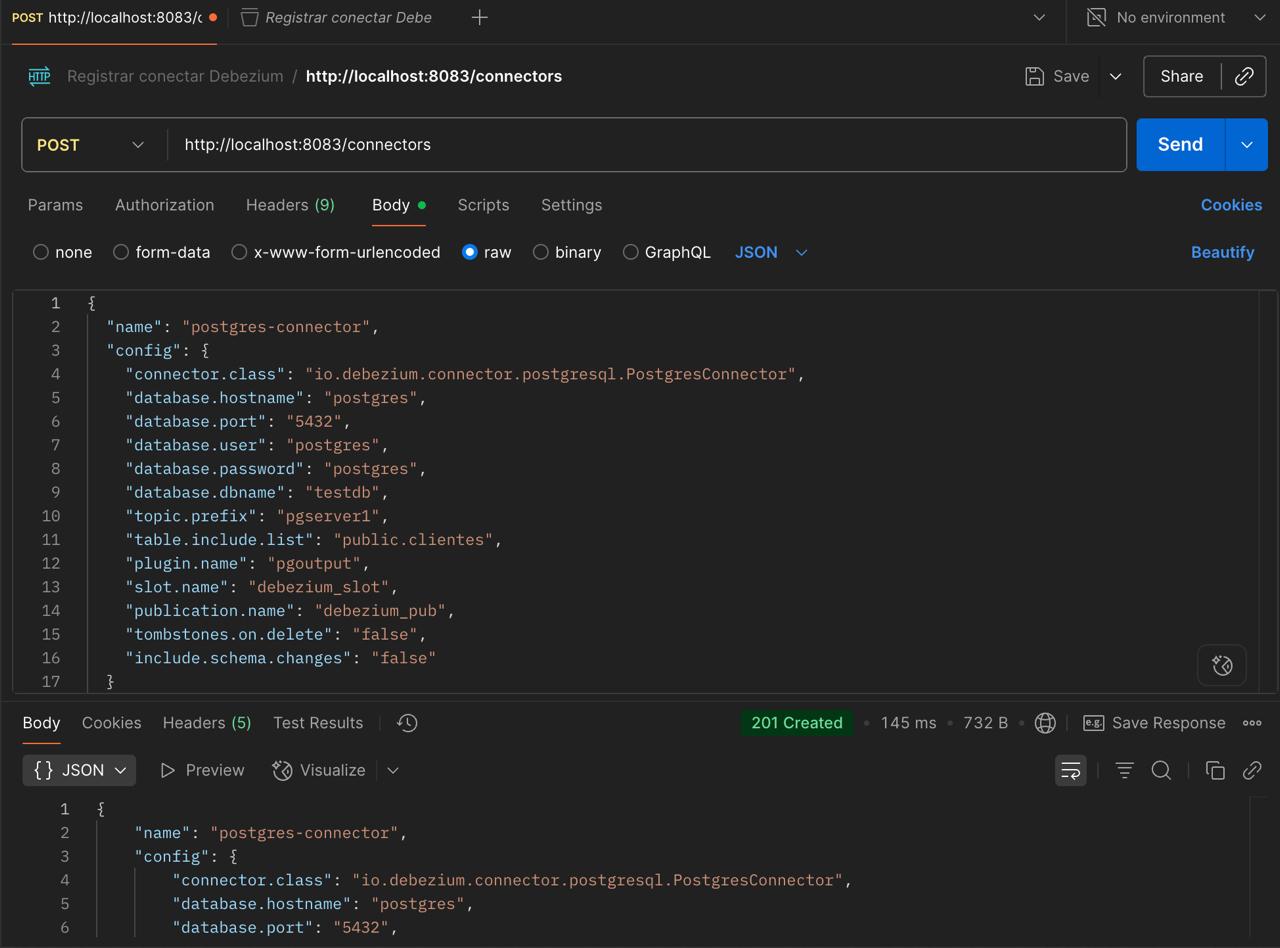 POST http://localhost:8083/c Registrar conectar Debe No environment
HTTP Registrar conectar Debezium / http://localhost:8083/connectors Save Share
POST http://localhost:8083/connectors Send
Params Authorization Headers (9) Body Scripts Settings Cookies
none form-data x-www-form-urlencoded raw binary GraphQL JSON Beautify
1 {
2 "name": "postgres-connector",
3 "config": {
4 "connector.class": "io.debezium.connector.postgresql.PostgresConnector",
5 "database.hostname": "postgres",
6 "database.port": "5432",
7 "database.user": "postgres",
8 "database.password": "postgres",
9 "database.dbname": "testdb",
10 "topic.prefix": "pgserver1",
11 "table.include.list": "public.clientes",
12 "plugin.name": "pgoutput",
13 "slot.name": "debezium_slot",
14 "publication.name": "debezium_pub",
15 "tombstones.on.delete": "false",
16 "include.schema.changes": "false"
17 }
Body Cookies Headers (5) Test Results 201 Created • 145 ms • 732 B • e.g. Save Response
{} JSON Preview Visualize
1 {
2 "name": "postgres-connector",
3 "config": {
4 "connector.class": "io.debezium.connector.postgresql.PostgresConnector",
5 "database.hostname": "postgres",
6 "database.port": "5432",